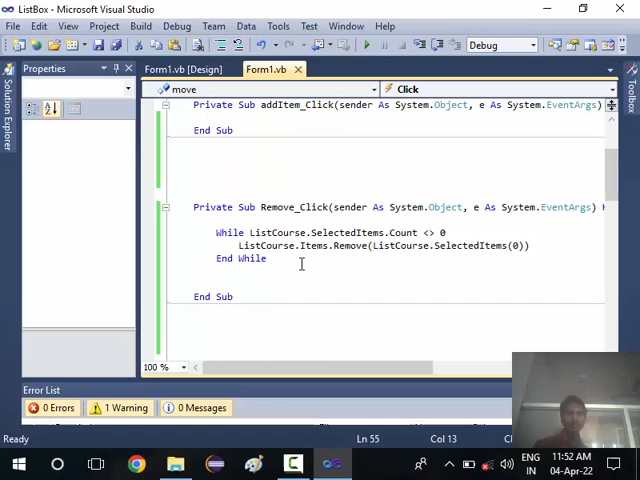 ListBox - Microsoft Visual Studio
File Edit View Project Build Debug Team Data Tools Test Window Help
Debug
Properties
Form1.vb [Design] Form1.vb
move Click
Solution Explorer
Toolbox
Private Sub addItem_Click(sender As System.Object, e As System.EventArgs)
End Sub
Private Sub Remove_Click(sender As System.Object, e As System.EventArgs) H
While ListCourse.SelectedItems.Count <> 0
ListCourse.Items.Remove(ListCourse.SelectedItems(0))
End While
End Sub
100 %
Error List
0 Errors 1 Warning 0 Messages
Ready Ln 55 Col 13
ENG 11:52 AM
IN 04-Apr-22